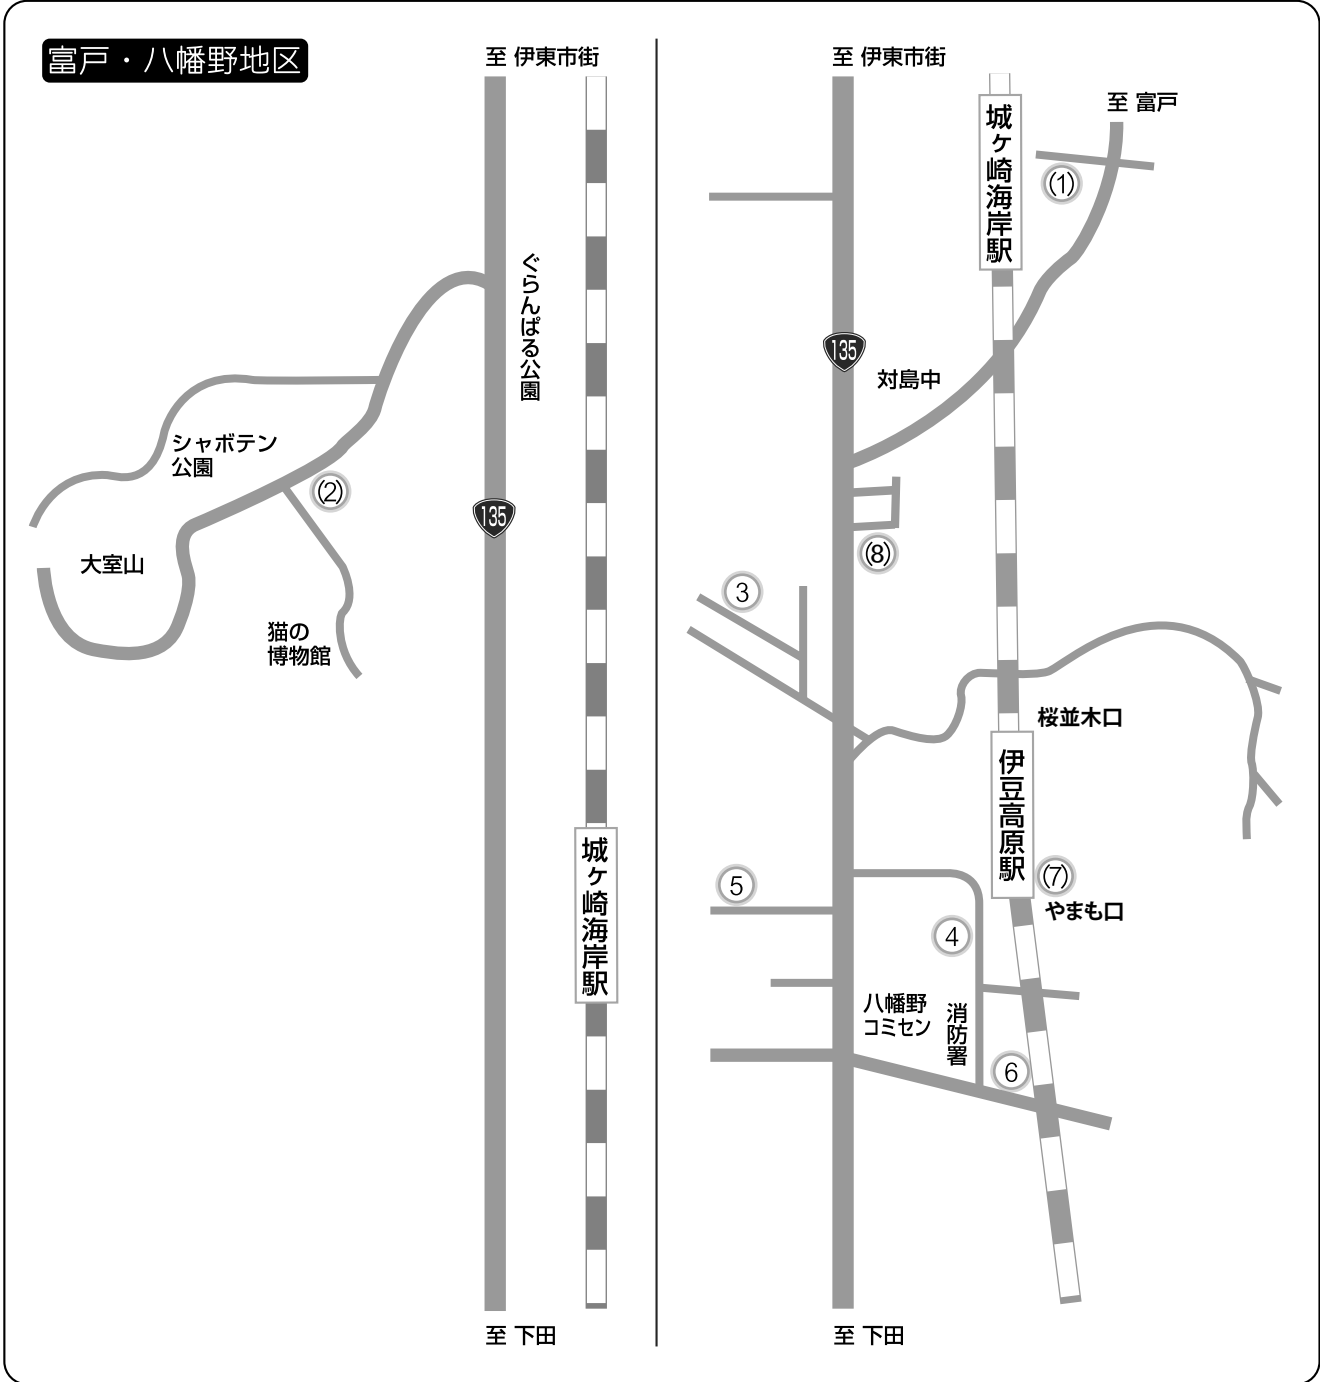 富戸・八幡野地区
至 伊東市街
ぐらんぱる公園
シャボテン
公園
(2)
135
大室山
猫の
博物館
城ヶ崎海岸駅
至 下田
至 伊東市街
城ヶ崎海岸駅
至 富戸
(1)
135
対島中
(8)
3
桜並木口
伊豆高原駅
(7)
やまも口
5
4
八幡野
コミセン
消防署
6
至 下田